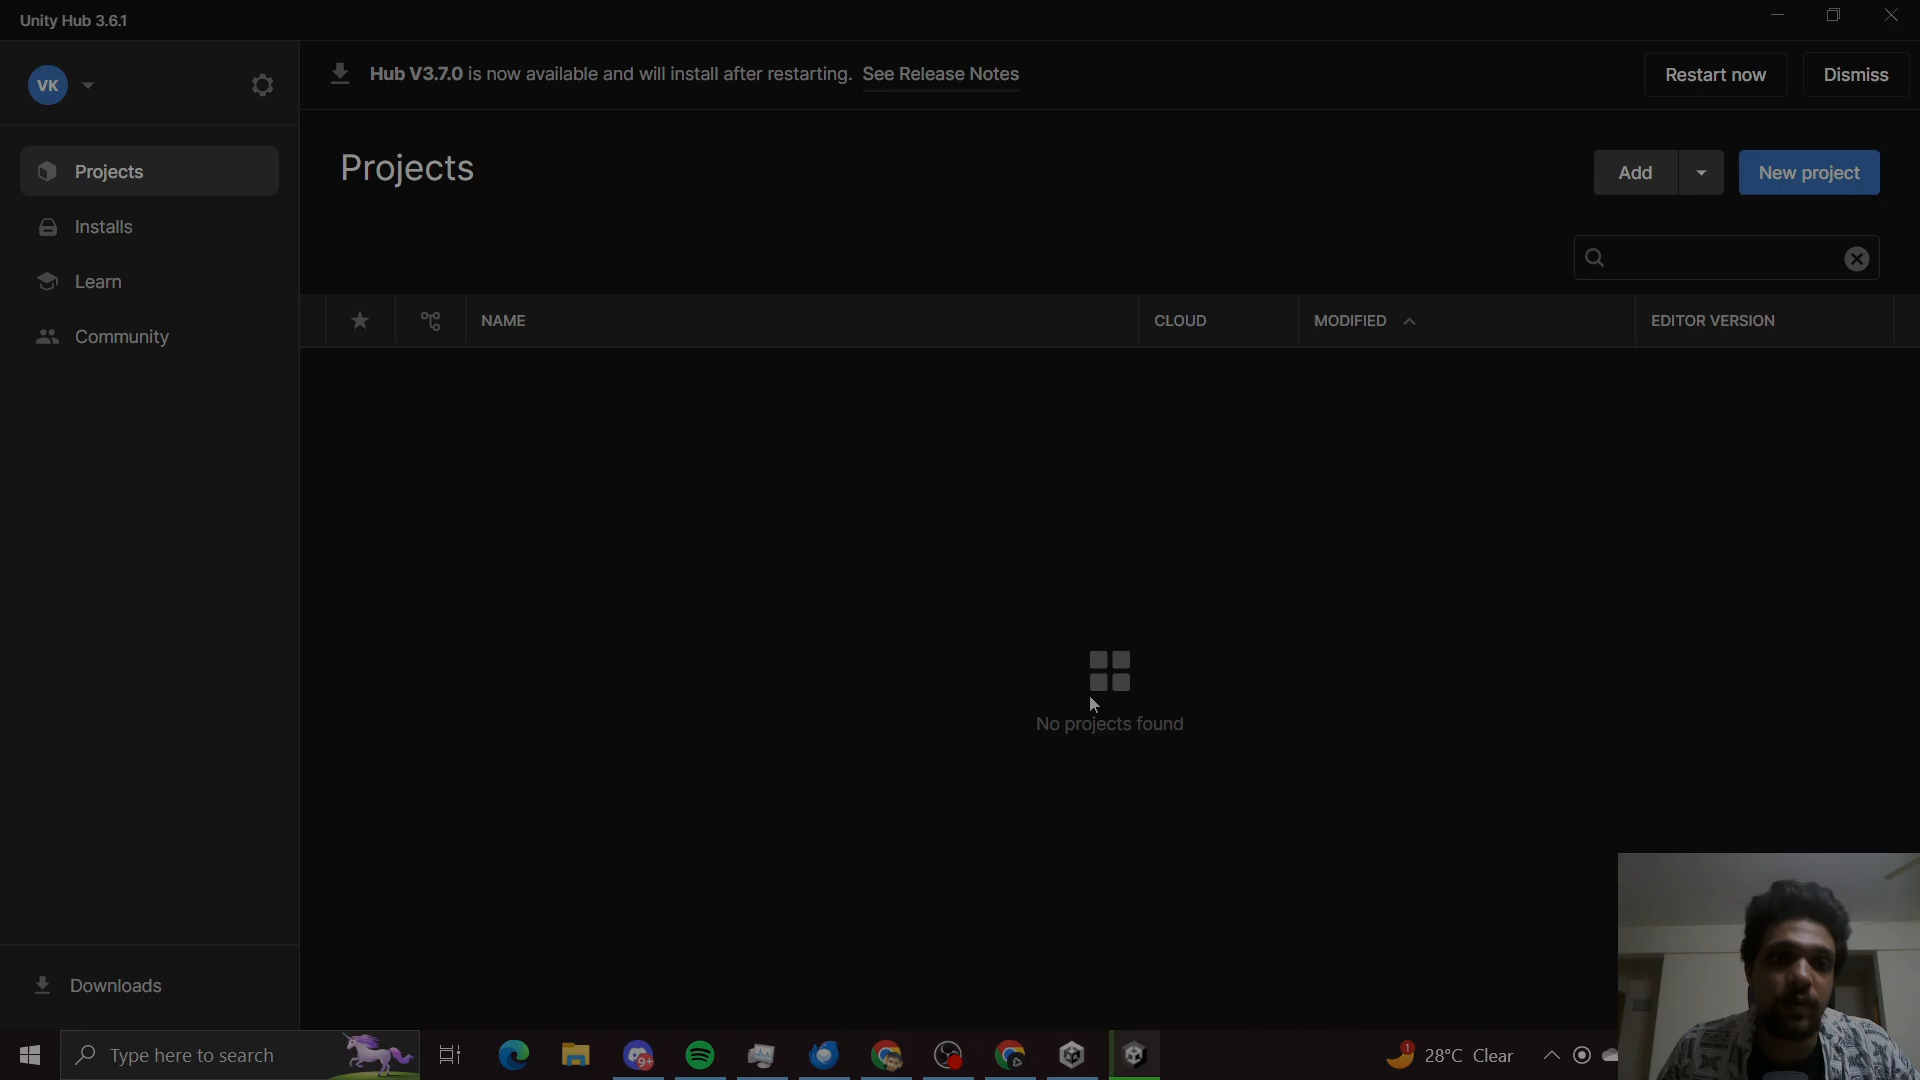 Unity Hub 3.6.1
VK
Hub V3.7.0 is now available and will install after restarting. See Release Notes
Restart now
Dismiss
Projects
Installs
Learn
Community
Projects
Add
New project
NAME
CLOUD
MODIFIED
EDITOR VERSION
No projects found
Downloads
Type here to search
9+
1
28°C Clear